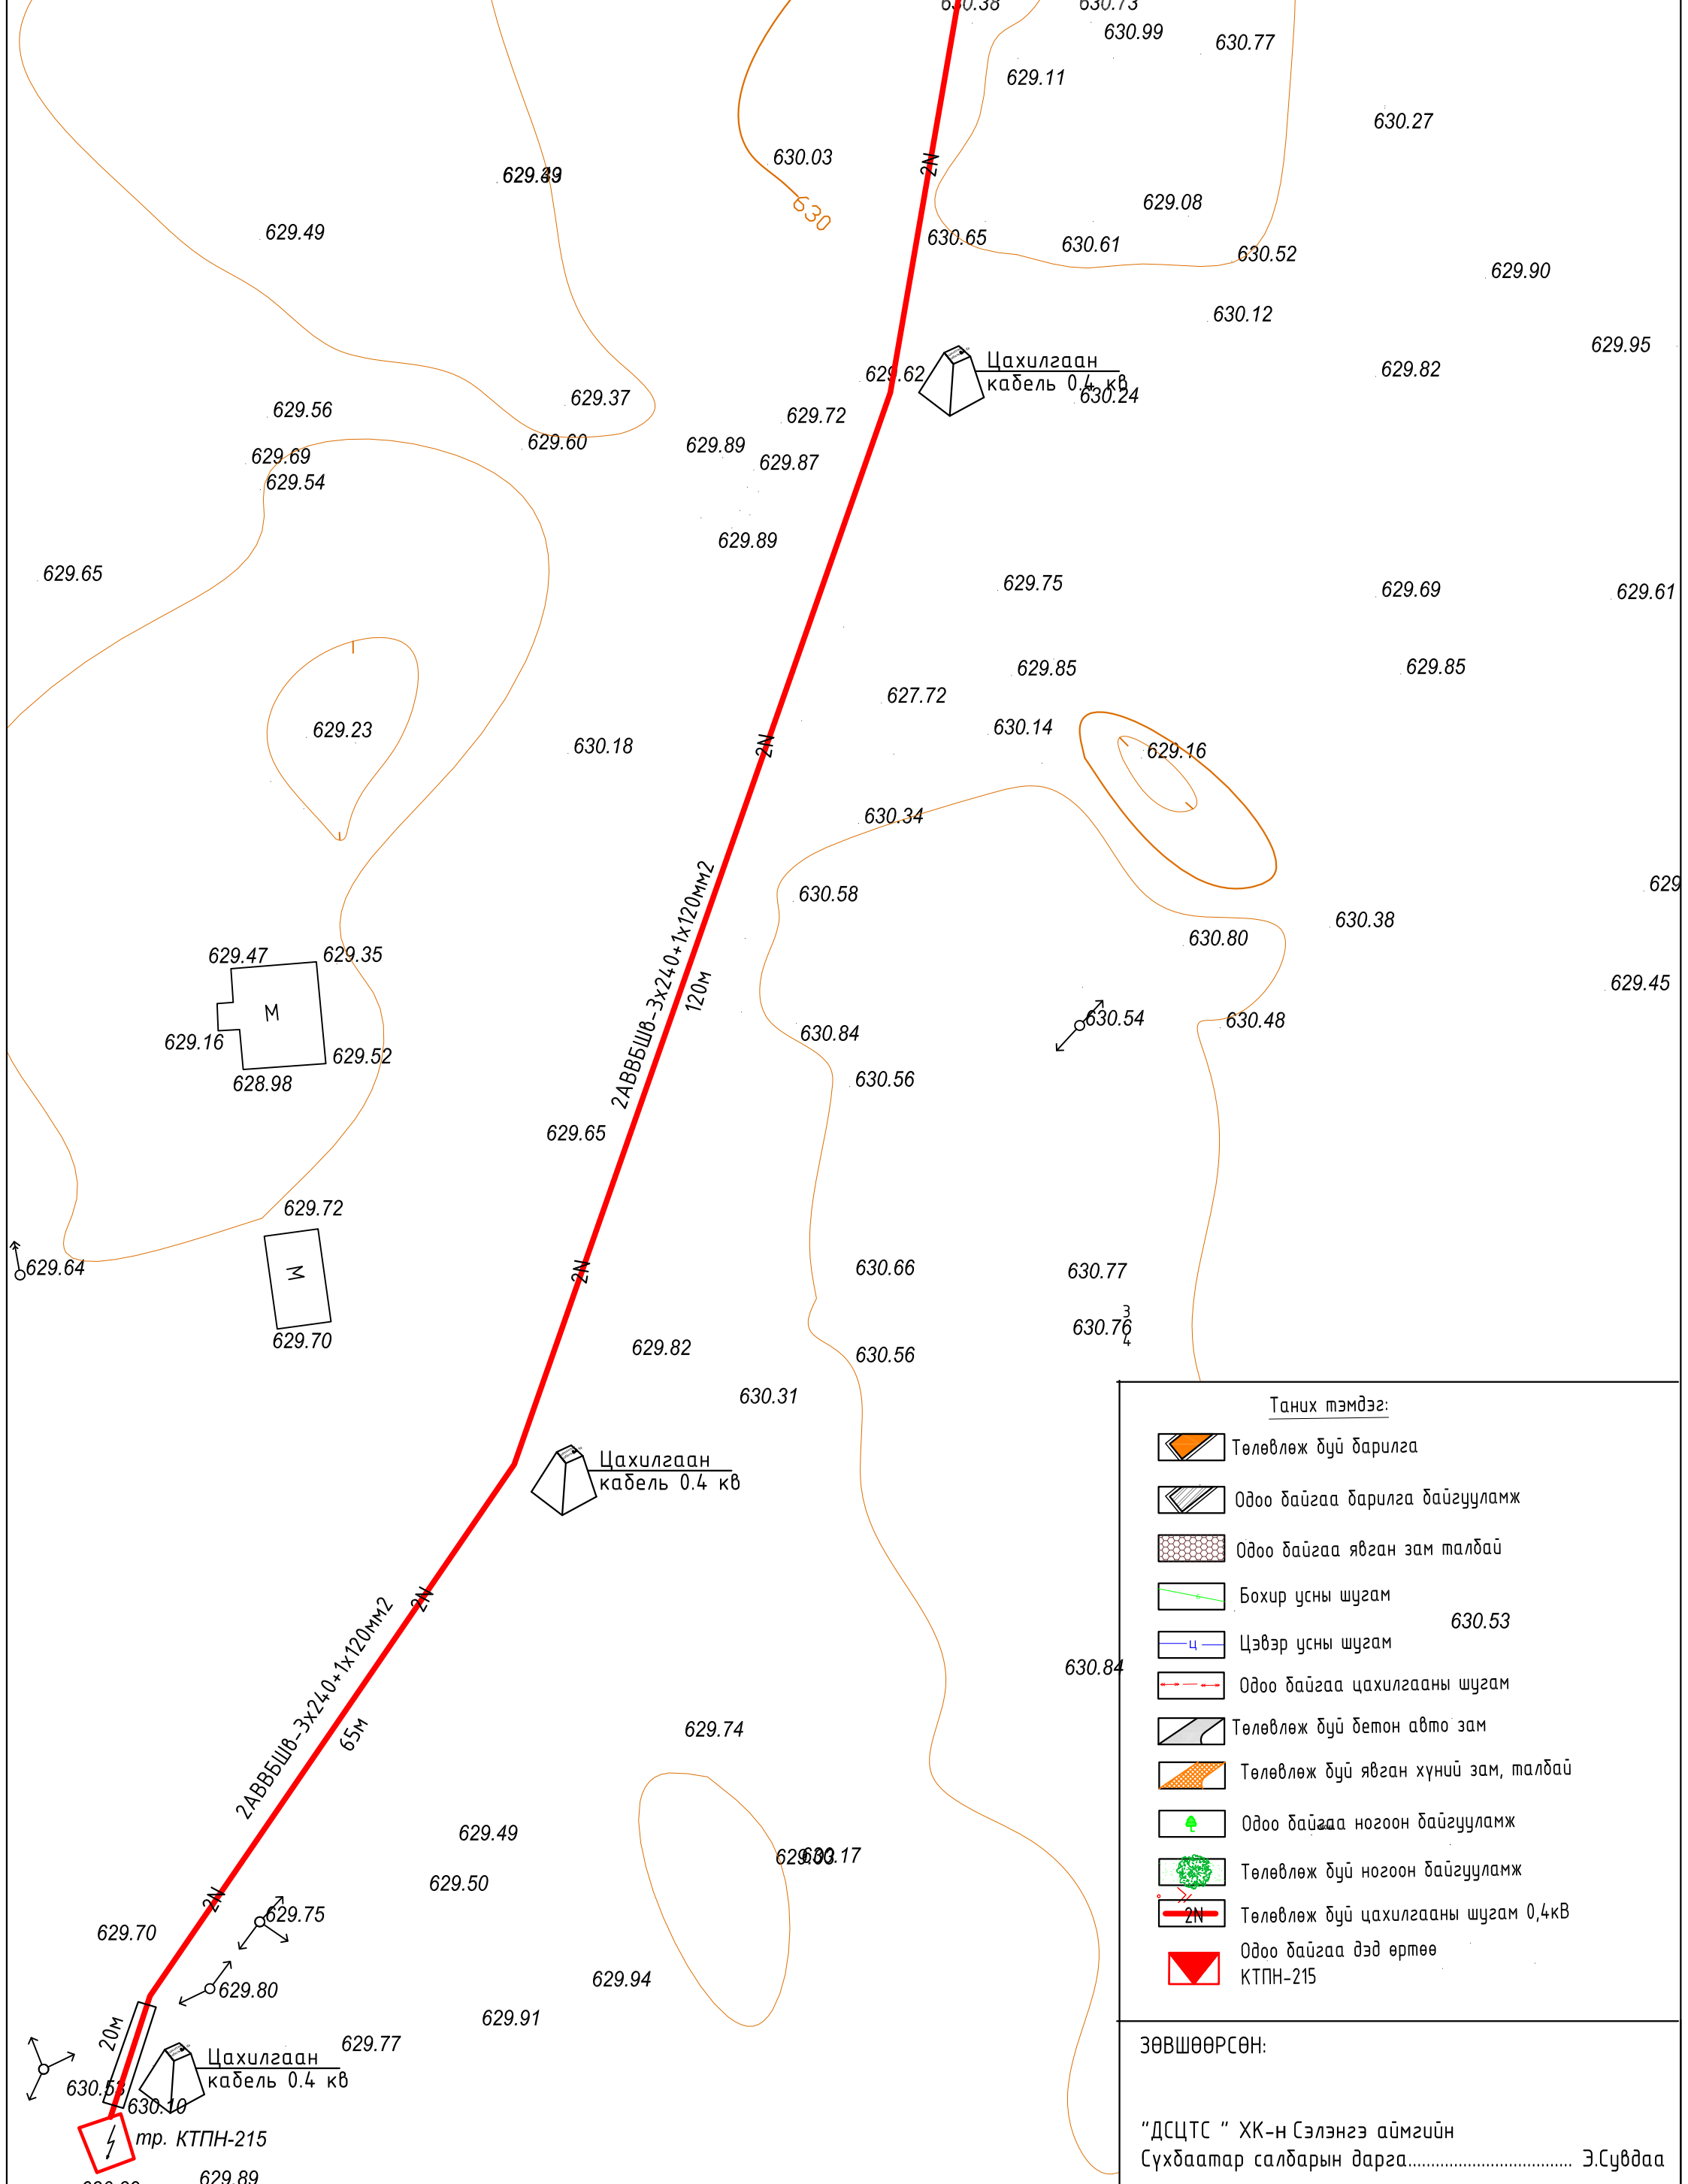 630.38
630.73
630.99
630.77
629.11
630.27
630.03
2N
629.49
629.08
630
629.49
630.65
630.61
630.52
629.90
630.12
629.95
Цахилгаан
кабель 0.4 кв
629.62
629.82
630.24
629.37
629.56
629.72
629.60
629.89
629.69
629.87
629.54
629.89
629.65
629.75
629.69
629.61
629.85
629.85
627.72
630.14
629.23
630.18
2N
629.16
630.34
2АВВБШв-3х240+1х120мм2
120м
630.58
629
630.38
630.80
629.47
629.35
629.45
М
630.54
630.48
629.16
630.84
629.52
628.98
630.56
629.65
629.72
629.64
М
2N
630.66
630.77
3
630.76
4
629.70
629.82
630.56
630.31
Цахилгаан
кабель 0.4 кв
2N
2АВВБШв-3х240+1х120мм2
65м
630.84
629.74
629.49
630.17
629.50
2N
629.75
629.70
629.80
629.94
629.91
629.77
20м
Цахилгаан
кабель 0.4 кв
630.53
630.10
тр. КТПН-215
629.89
Таних тэмдэг:
Төлөвлөж буй барилга
Одоо байгаа барилга байгууламж
Одоо байгаа явган зам талбай
Бохир усны шугам
630.53
Ц
Цэвэр усны шугам
Одоо байгаа цахилгааны шугам
Төлөвлөж буй бетон авто зам
Төлөвлөж буй явган хүний зам, талбай
Одоо байгаа ногоон байгууламж
Төлөвлөж буй ногоон байгууламж
2N
Төлөвлөж буй цахилгааны шугам 0,4кВ
Одоо байгаа дэд өртөө
КТПН-215
ЗӨВШӨӨРСӨН:
"ДСЦТС " ХК-н Сэлэнгэ аймгийн
Сүхбаатар салбарын дарга.................................... Э.Сувдаа